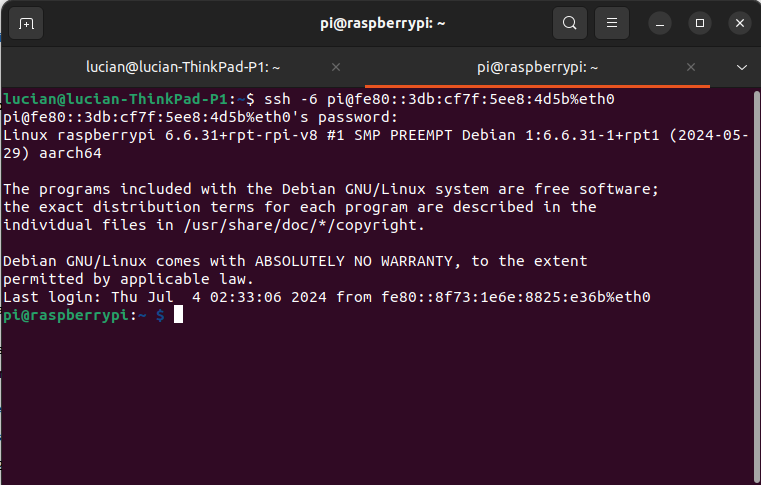 pi@raspberrypi: ~
lucian@lucian-ThinkPad-P1: ~
pi@raspberrypi: ~
lucian@lucian-ThinkPad-P1:~$ ssh -6 pi@fe80::3db:cf7f:5ee8:4d5b%eth0
pi@fe80::3db:cf7f:5ee8:4d5b%eth0's password:
Linux raspberrypi 6.6.31+rpt-rpi-v8 #1 SMP PREEMPT Debian 1:6.6.31-1+rpt1 (2024-05-
29) aarch64
The programs included with the Debian GNU/Linux system are free software;
the exact distribution terms for each program are described in the
individual files in /usr/share/doc/*/copyright.
Debian GNU/Linux comes with ABSOLUTELY NO WARRANTY, to the extent
permitted by applicable law.
Last login: Thu Jul  4 02:33:06 2024 from fe80::8f73:1e6e:8825:e36b%eth0
pi@raspberrypi:~ $